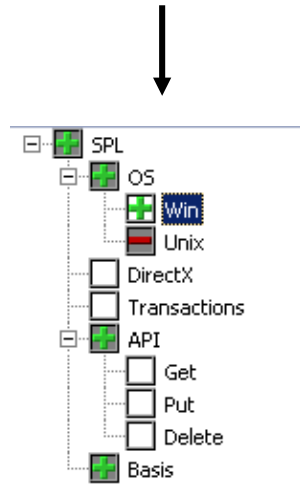 SPL
OS
Win
Unix
DirectX
Transactions
API
Get
Put
Delete
Basis